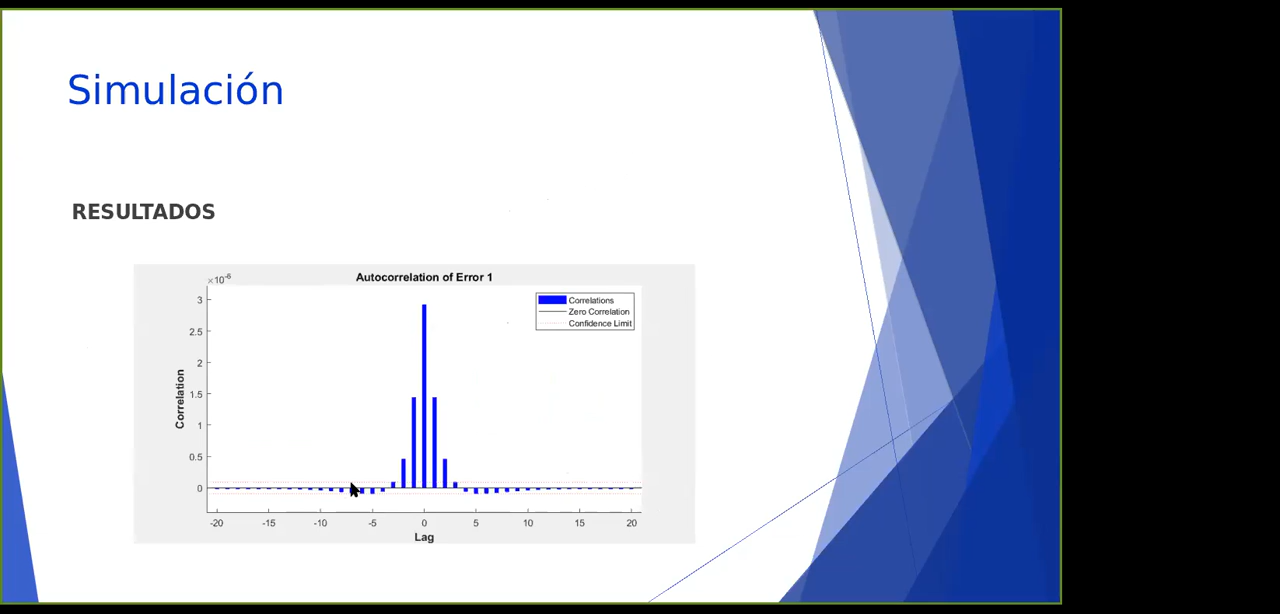 Simulación
RESULTADOS
Autocorrelation of Error 1
×10-6
Correlations
Zero Correlation
Confidence Limit
3
2.5
2
1.5
1
0.5
0
Correlation
-20 -15 -10 -5 0 5 10 15 20
Lag